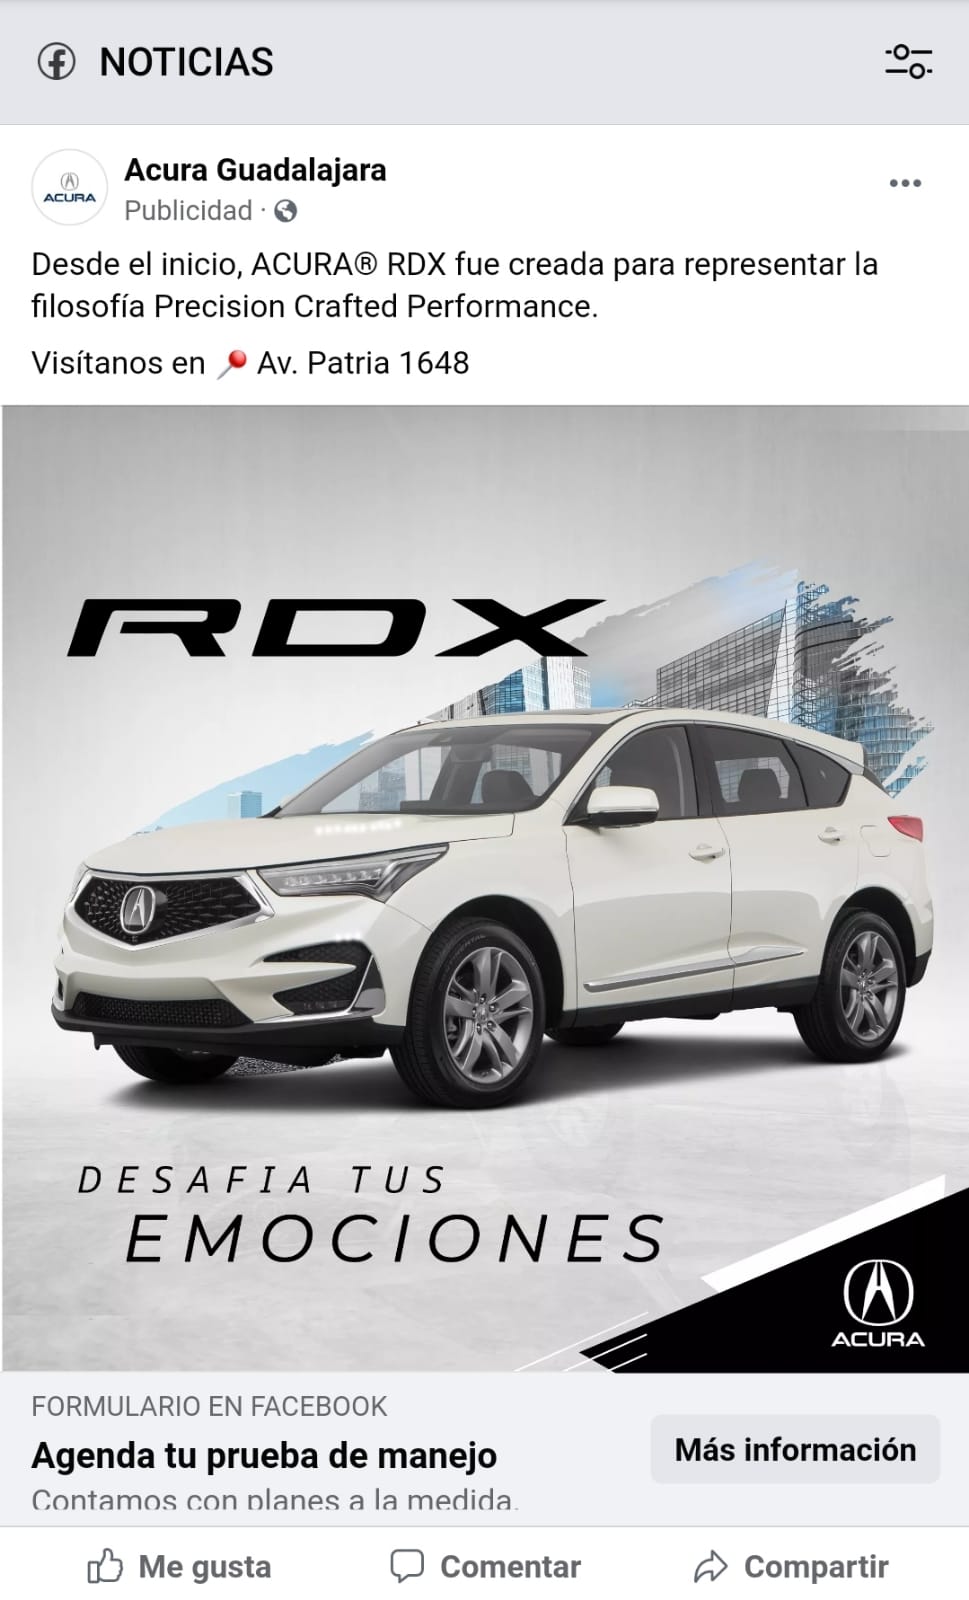 NOTICIAS
ACURA
Acura Guadalajara
Publicidad ·
Desde el inicio, ACURA® RDX fue creada para representar la
filosofía Precision Crafted Performance.
Visítanos en 📍 Av. Patria 1648
RDX
DESAFIA TUS
EMOCIONES
ACURA
FORMULARIO EN FACEBOOK
Agenda tu prueba de manejo
Más información
Contamos con planes a la medida.
Me gusta
Comentar
Compartir